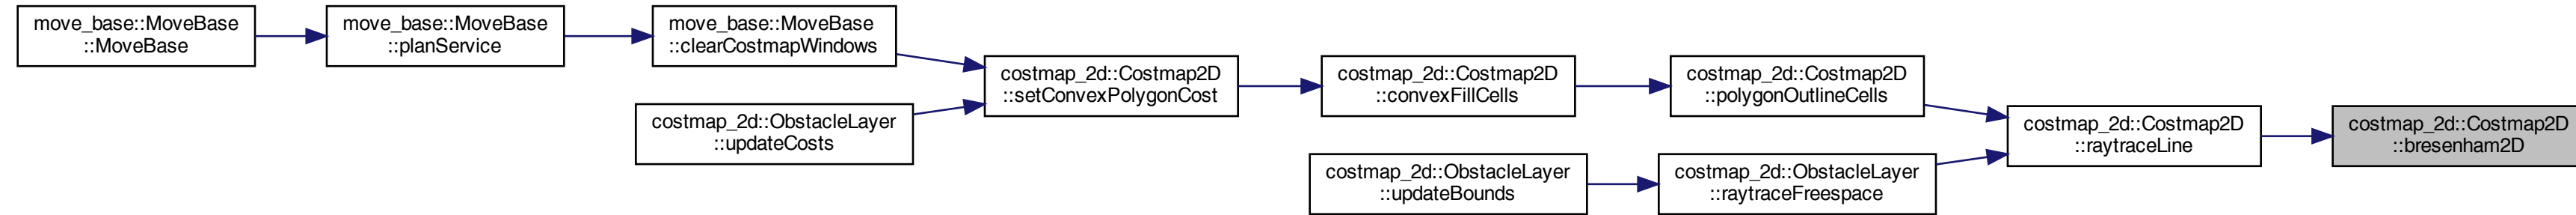 move_base::MoveBase
::MoveBase
move_base::MoveBase
::planService
move_base::MoveBase
::clearCostmapWindows
costmap_2d::ObstacleLayer
::updateCosts
costmap_2d::Costmap2D
::setConvexPolygonCost
costmap_2d::Costmap2D
::convexFillCells
costmap_2d::Costmap2D
::polygonOutlineCells
costmap_2d::ObstacleLayer
::updateBounds
costmap_2d::ObstacleLayer
::raytraceFreespace
costmap_2d::Costmap2D
::raytraceLine
costmap_2d::Costmap2D
::bresenham2D